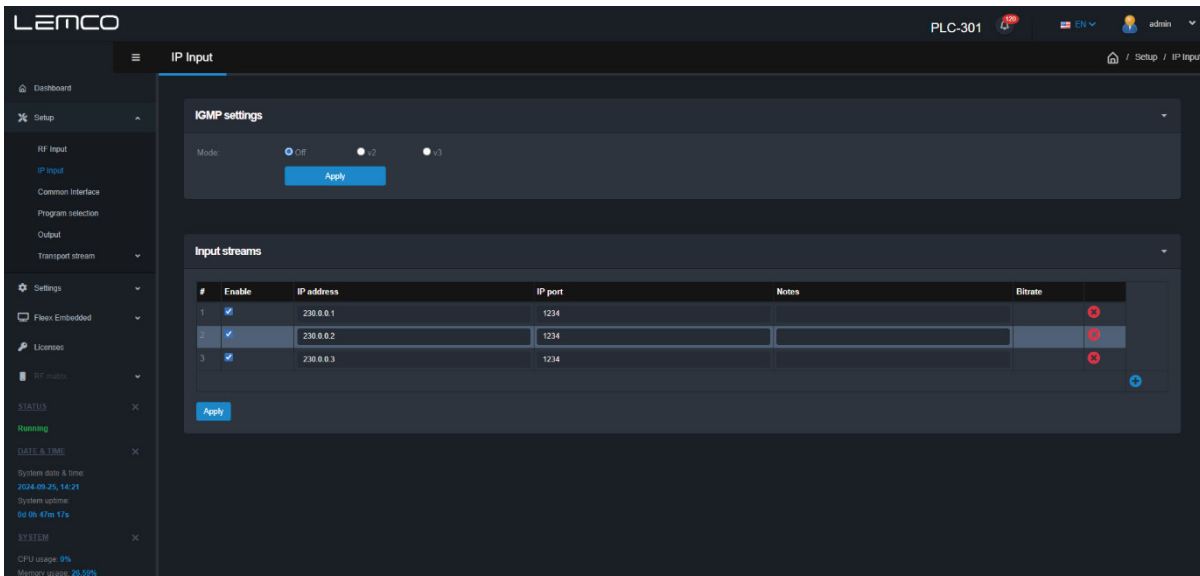 LEMCO
PLC-301
120
EN
admin
IP Input
/ Setup / IP Input
Dashboard
Setup
RF Input
IP Input
Common Interface
Program selection
Output
Transport stream
Settings
Fleex Embedded
Licenses
RF matrix
STATUS
Running
DATE & TIME
System date & time:
2024-09-25, 14:21
System uptime:
0d 0h 47m 17s
SYSTEM
CPU usage: 0%
Memory usage: 26.59%
IGMP settings
Mode: Off v2 v3
Apply
Input streams
# Enable IP address IP port Notes Bitrate
1 230.0.0.1 1234
2 230.0.0.2 1234
3 230.0.0.3 1234
Apply